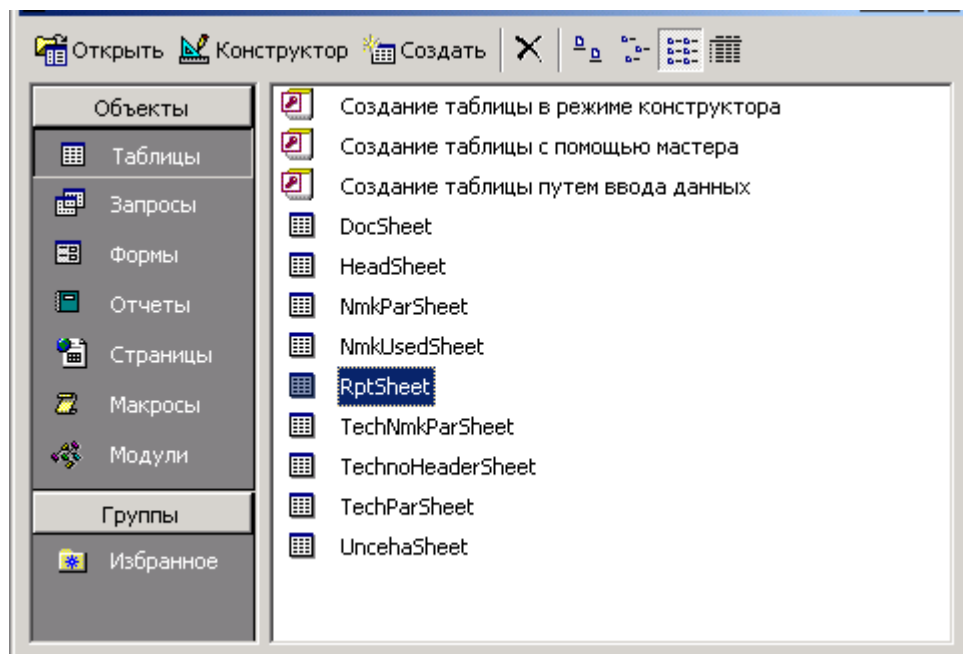 Открыть Конструктор Создать
Объекты
Таблицы
Запросы
Формы
Отчеты
Страницы
Макросы
Модули
Группы
Избранное
Создание таблицы в режиме конструктора
Создание таблицы с помощью мастера
Создание таблицы путем ввода данных
DocSheet
HeadSheet
NmkParSheet
NmkUsedSheet
RptSheet
TechNmkParSheet
TechnoHeaderSheet
TechParSheet
UncehaSheet